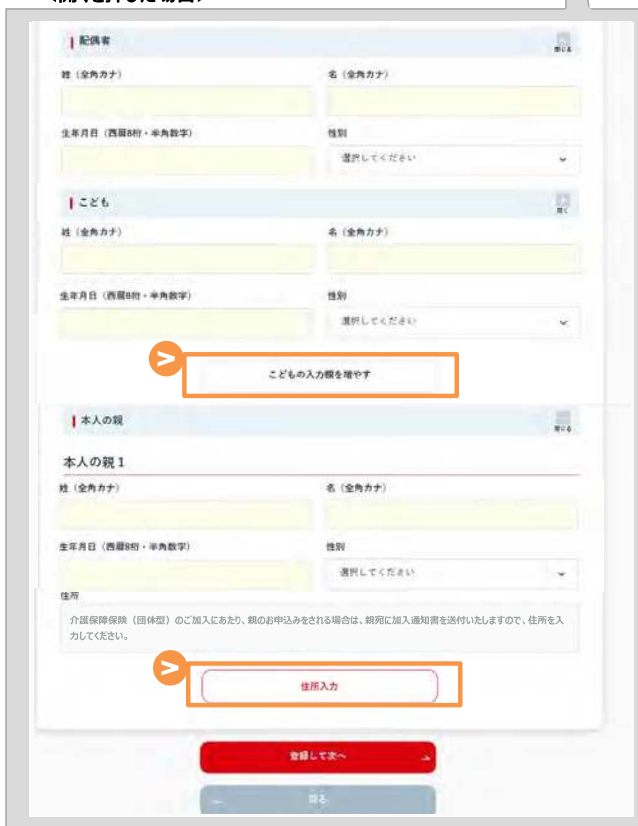 配偶者
閉じる
姓（全角カナ）
名（全角カナ）
生年月日（西暦8桁・半角数字）
性別
選択してください
こども
開く
姓（全角カナ）
名（全角カナ）
生年月日（西暦8桁・半角数字）
性別
選択してください
こどもの入力欄を増やす
本人の親
閉じる
本人の親 1
姓（全角カナ）
名（全角カナ）
生年月日（西暦8桁・半角数字）
性別
選択してください
住所
介護保障保険（団体型）のご加入にあたり、親のお申込みをされる場合は、親宛に加入通知書を送付いたしますので、住所を入
力してください。
住所入力
登録して次へ
戻る